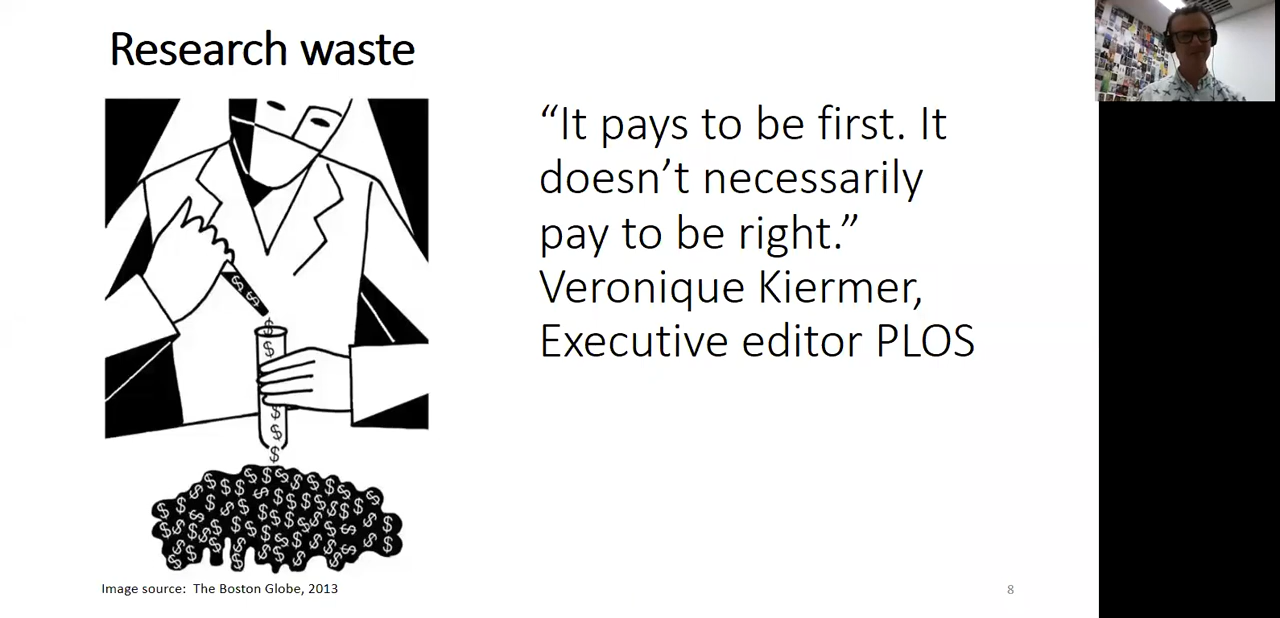 Research waste
“It pays to be first. It
doesn’t necessarily
pay to be right.”
Veronique Kiermer,
Executive editor PLOS
Image source: The Boston Globe, 2013
8